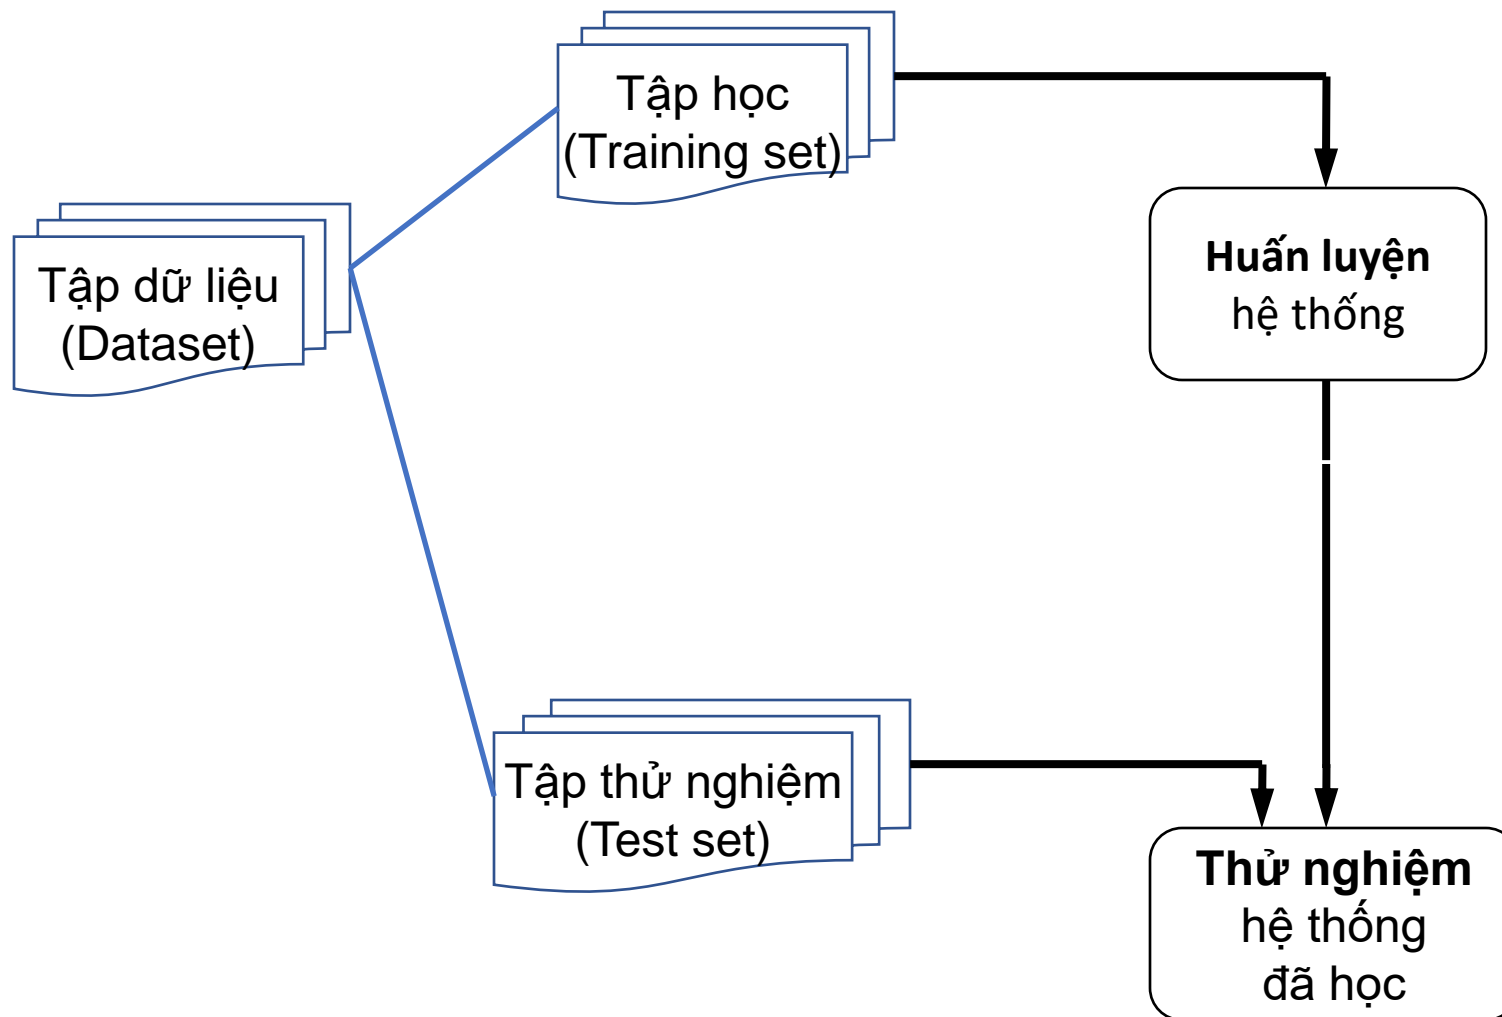 Tập học
(Training set)
Tập dữ liệu
(Dataset)
Huấn luyện
hệ thống
Tập thử nghiệm
(Test set)
Thử nghiệm
hệ thống
đã học